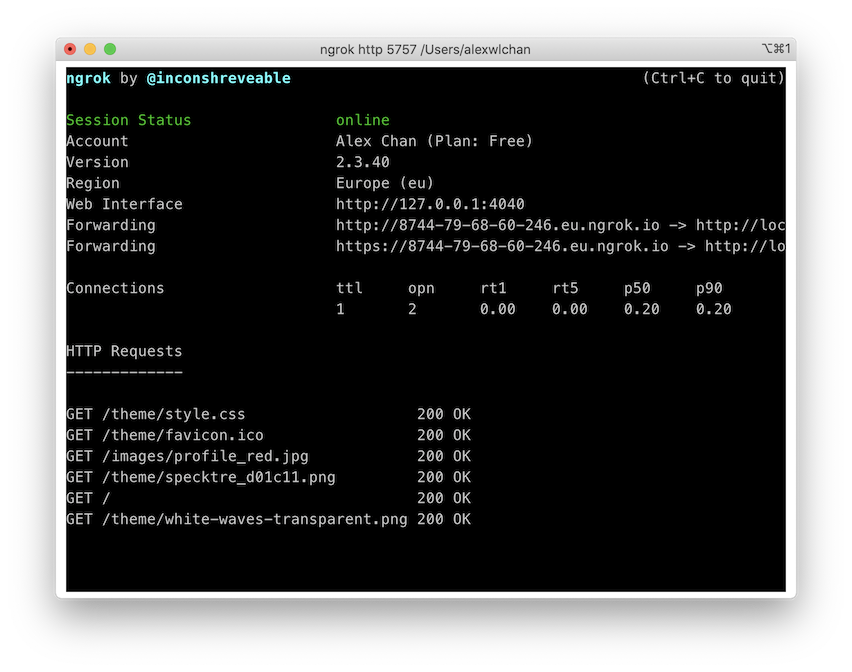 ngrok http 5757 /Users/alexwlchan ⌥⌘1
ngrok by @inconshreveable (Ctrl+C to quit)
Session Status online
Account Alex Chan (Plan: Free)
Version 2.3.40
Region Europe (eu)
Web Interface http://127.0.0.1:4040
Forwarding http://8744-79-68-60-246.eu.ngrok.io -> http://loc
Forwarding https://8744-79-68-60-246.eu.ngrok.io -> http://lo
Connections ttl opn rt1 rt5 p50 p90
1 2 0.00 0.00 0.20 0.20
HTTP Requests
-------------
GET /theme/style.css 200 OK
GET /theme/favicon.ico 200 OK
GET /images/profile_red.jpg 200 OK
GET /theme/specktre_d01c11.png 200 OK
GET / 200 OK
GET /theme/white-waves-transparent.png 200 OK